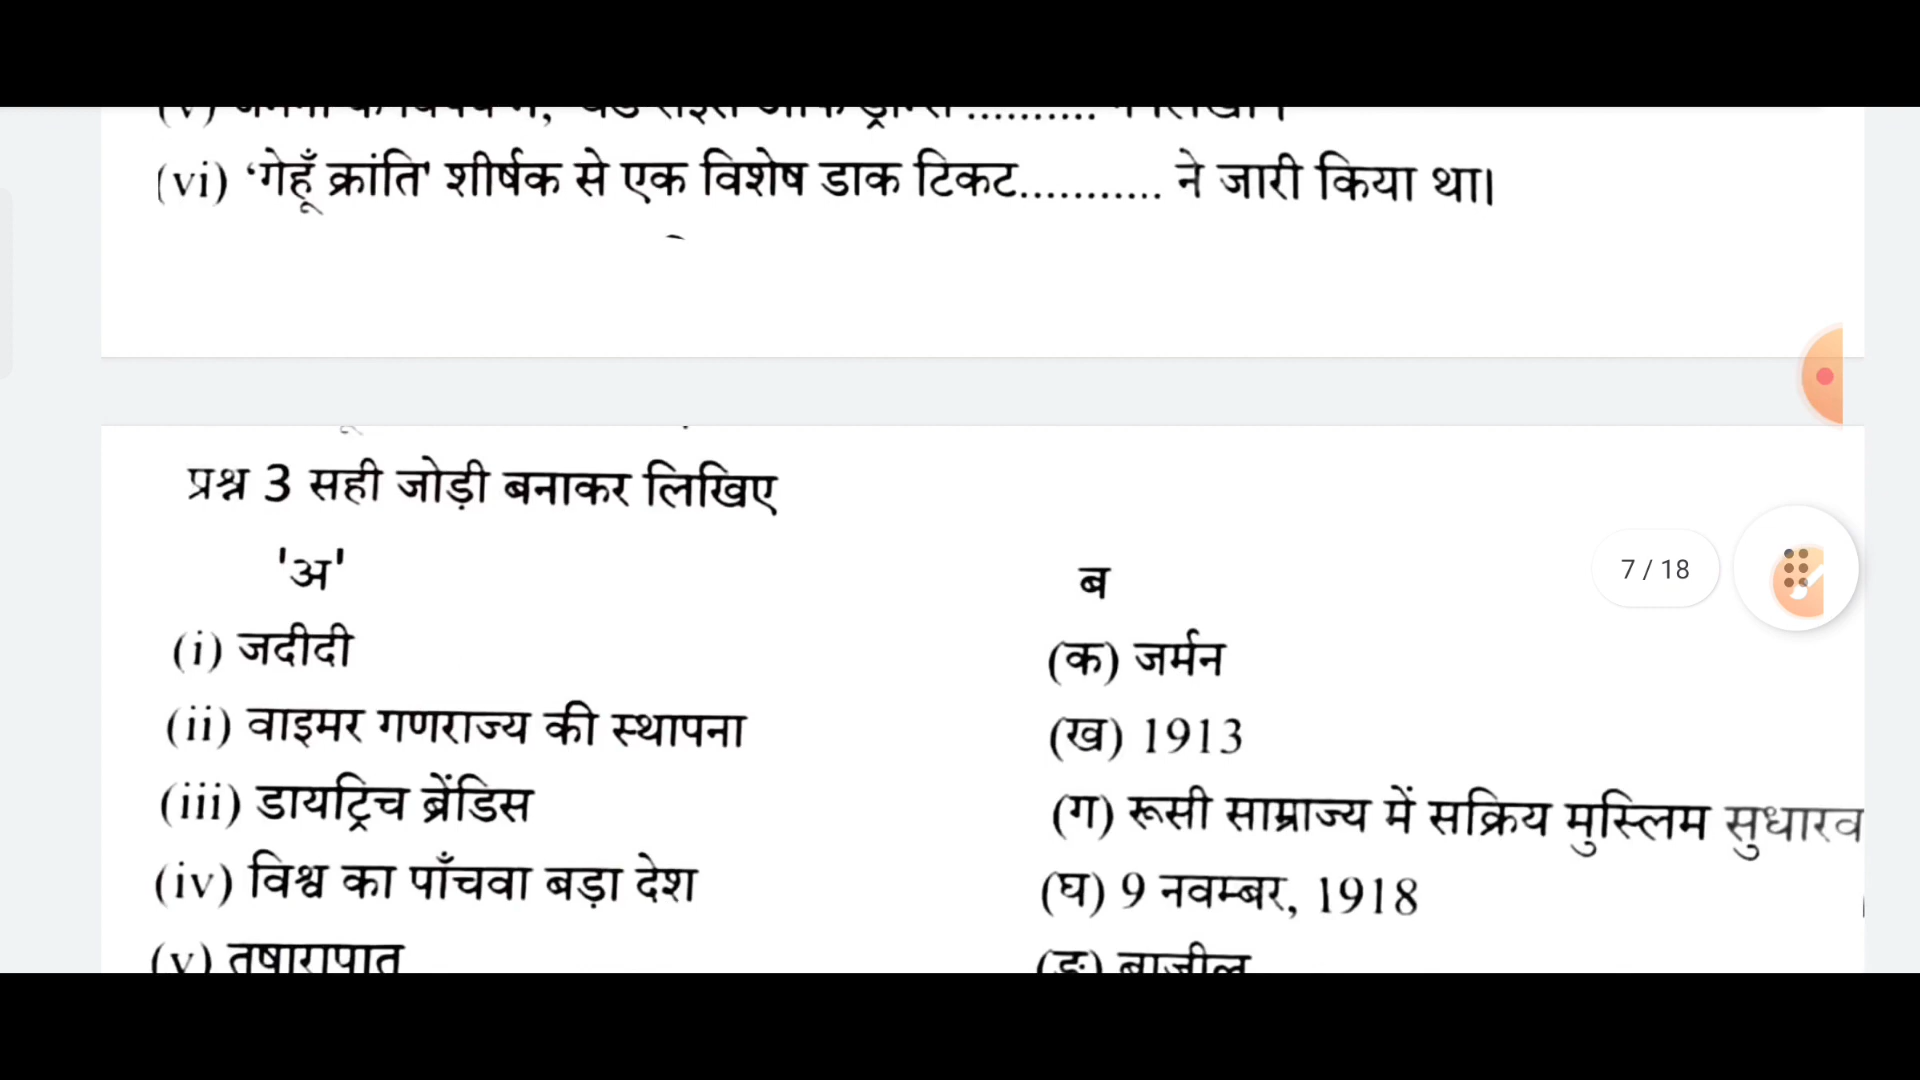 (vi) ‘गेहूँ क्रांति' शीर्षक से एक विशेष डाक टिकट........... ने जारी किया था।
प्रश्न 3 सही जोड़ी बनाकर लिखिए
'अ'
ब
7 / 18
(i) जदीदी
(क) जर्मन
(ii) वाइमर गणराज्य की स्थापना
(ख) 1913
(iii) डायट्रिच ब्रेंडिस
(ग) रूसी साम्राज्य में सक्रिय मुस्लिम
(iv) विश्व का पाँचवा बड़ा देश
(घ) 9 नवम्बर, 1918
(v) तुषारापात
(ङ) ब्राजील